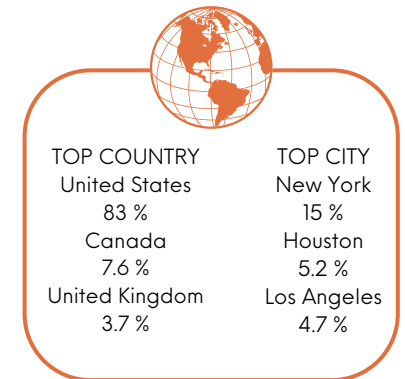 TOP COUNTRY
United States
83 %
Canada
7.6 %
United Kingdom
3.7 %
TOP CITY
New York
15 %
Houston
5.2 %
Los Angeles
4.7 %